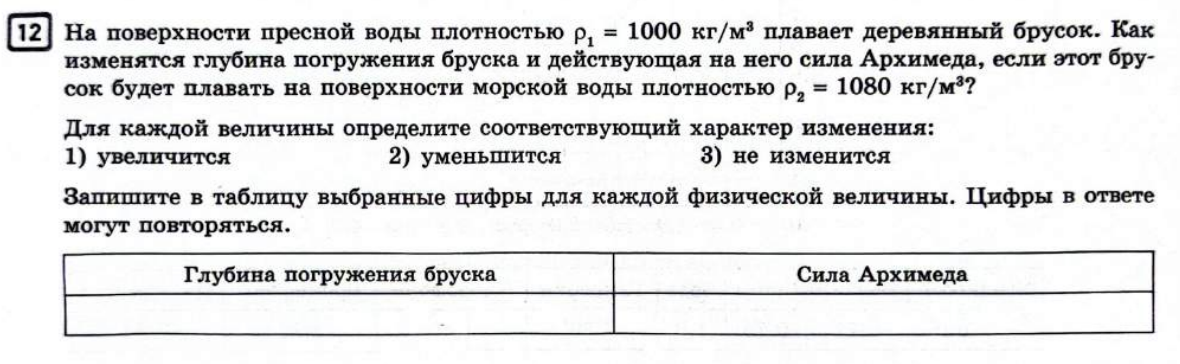 12 На поверхности пресной воды плотностью ρ₁ = 1000 кг/м³ плавает деревянный брусок. Как
изменятся глубина погружения бруска и действующая на него сила Архимеда, если этот бру-
сок будет плавать на поверхности морской воды плотностью ρ₂ = 1080 кг/м³?
Для каждой величины определите соответствующий характер изменения:
1) увеличится 2) уменьшится 3) не изменится
Запишите в таблицу выбранные цифры для каждой физической величины. Цифры в ответе
могут повторяться.
Глубина погружения бруска Сила Архимеда